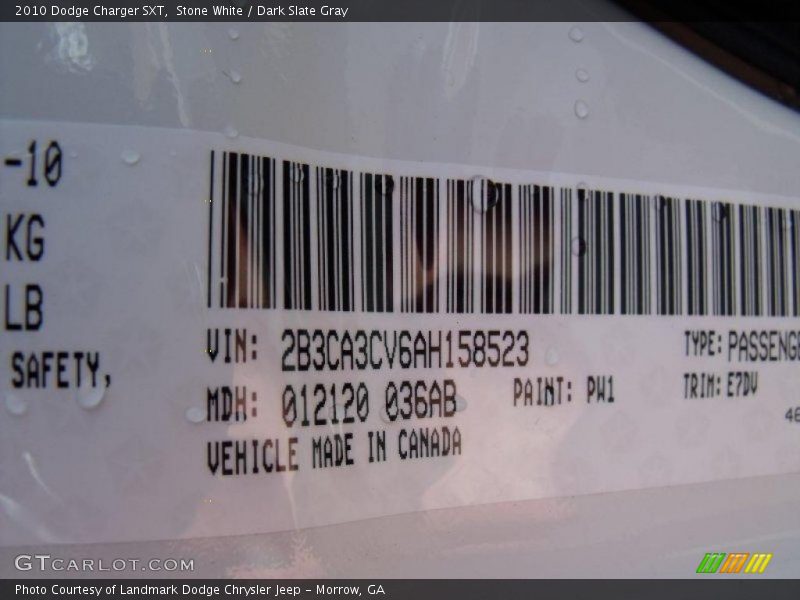 2010 Dodge Charger SXT,  Stone White / Dark Slate Gray
-10
KG
LB
SAFETY,
VIN: 2B3CA3CV6AH158523 TYPE: PASSENGE
MDH: 012120 036AB PAINT: PW1 TRIM: E7DV
VEHICLE MADE IN CANADA
GTCARLOT.COM
Photo Courtesy of Landmark Dodge Chrysler Jeep – Morrow, GA